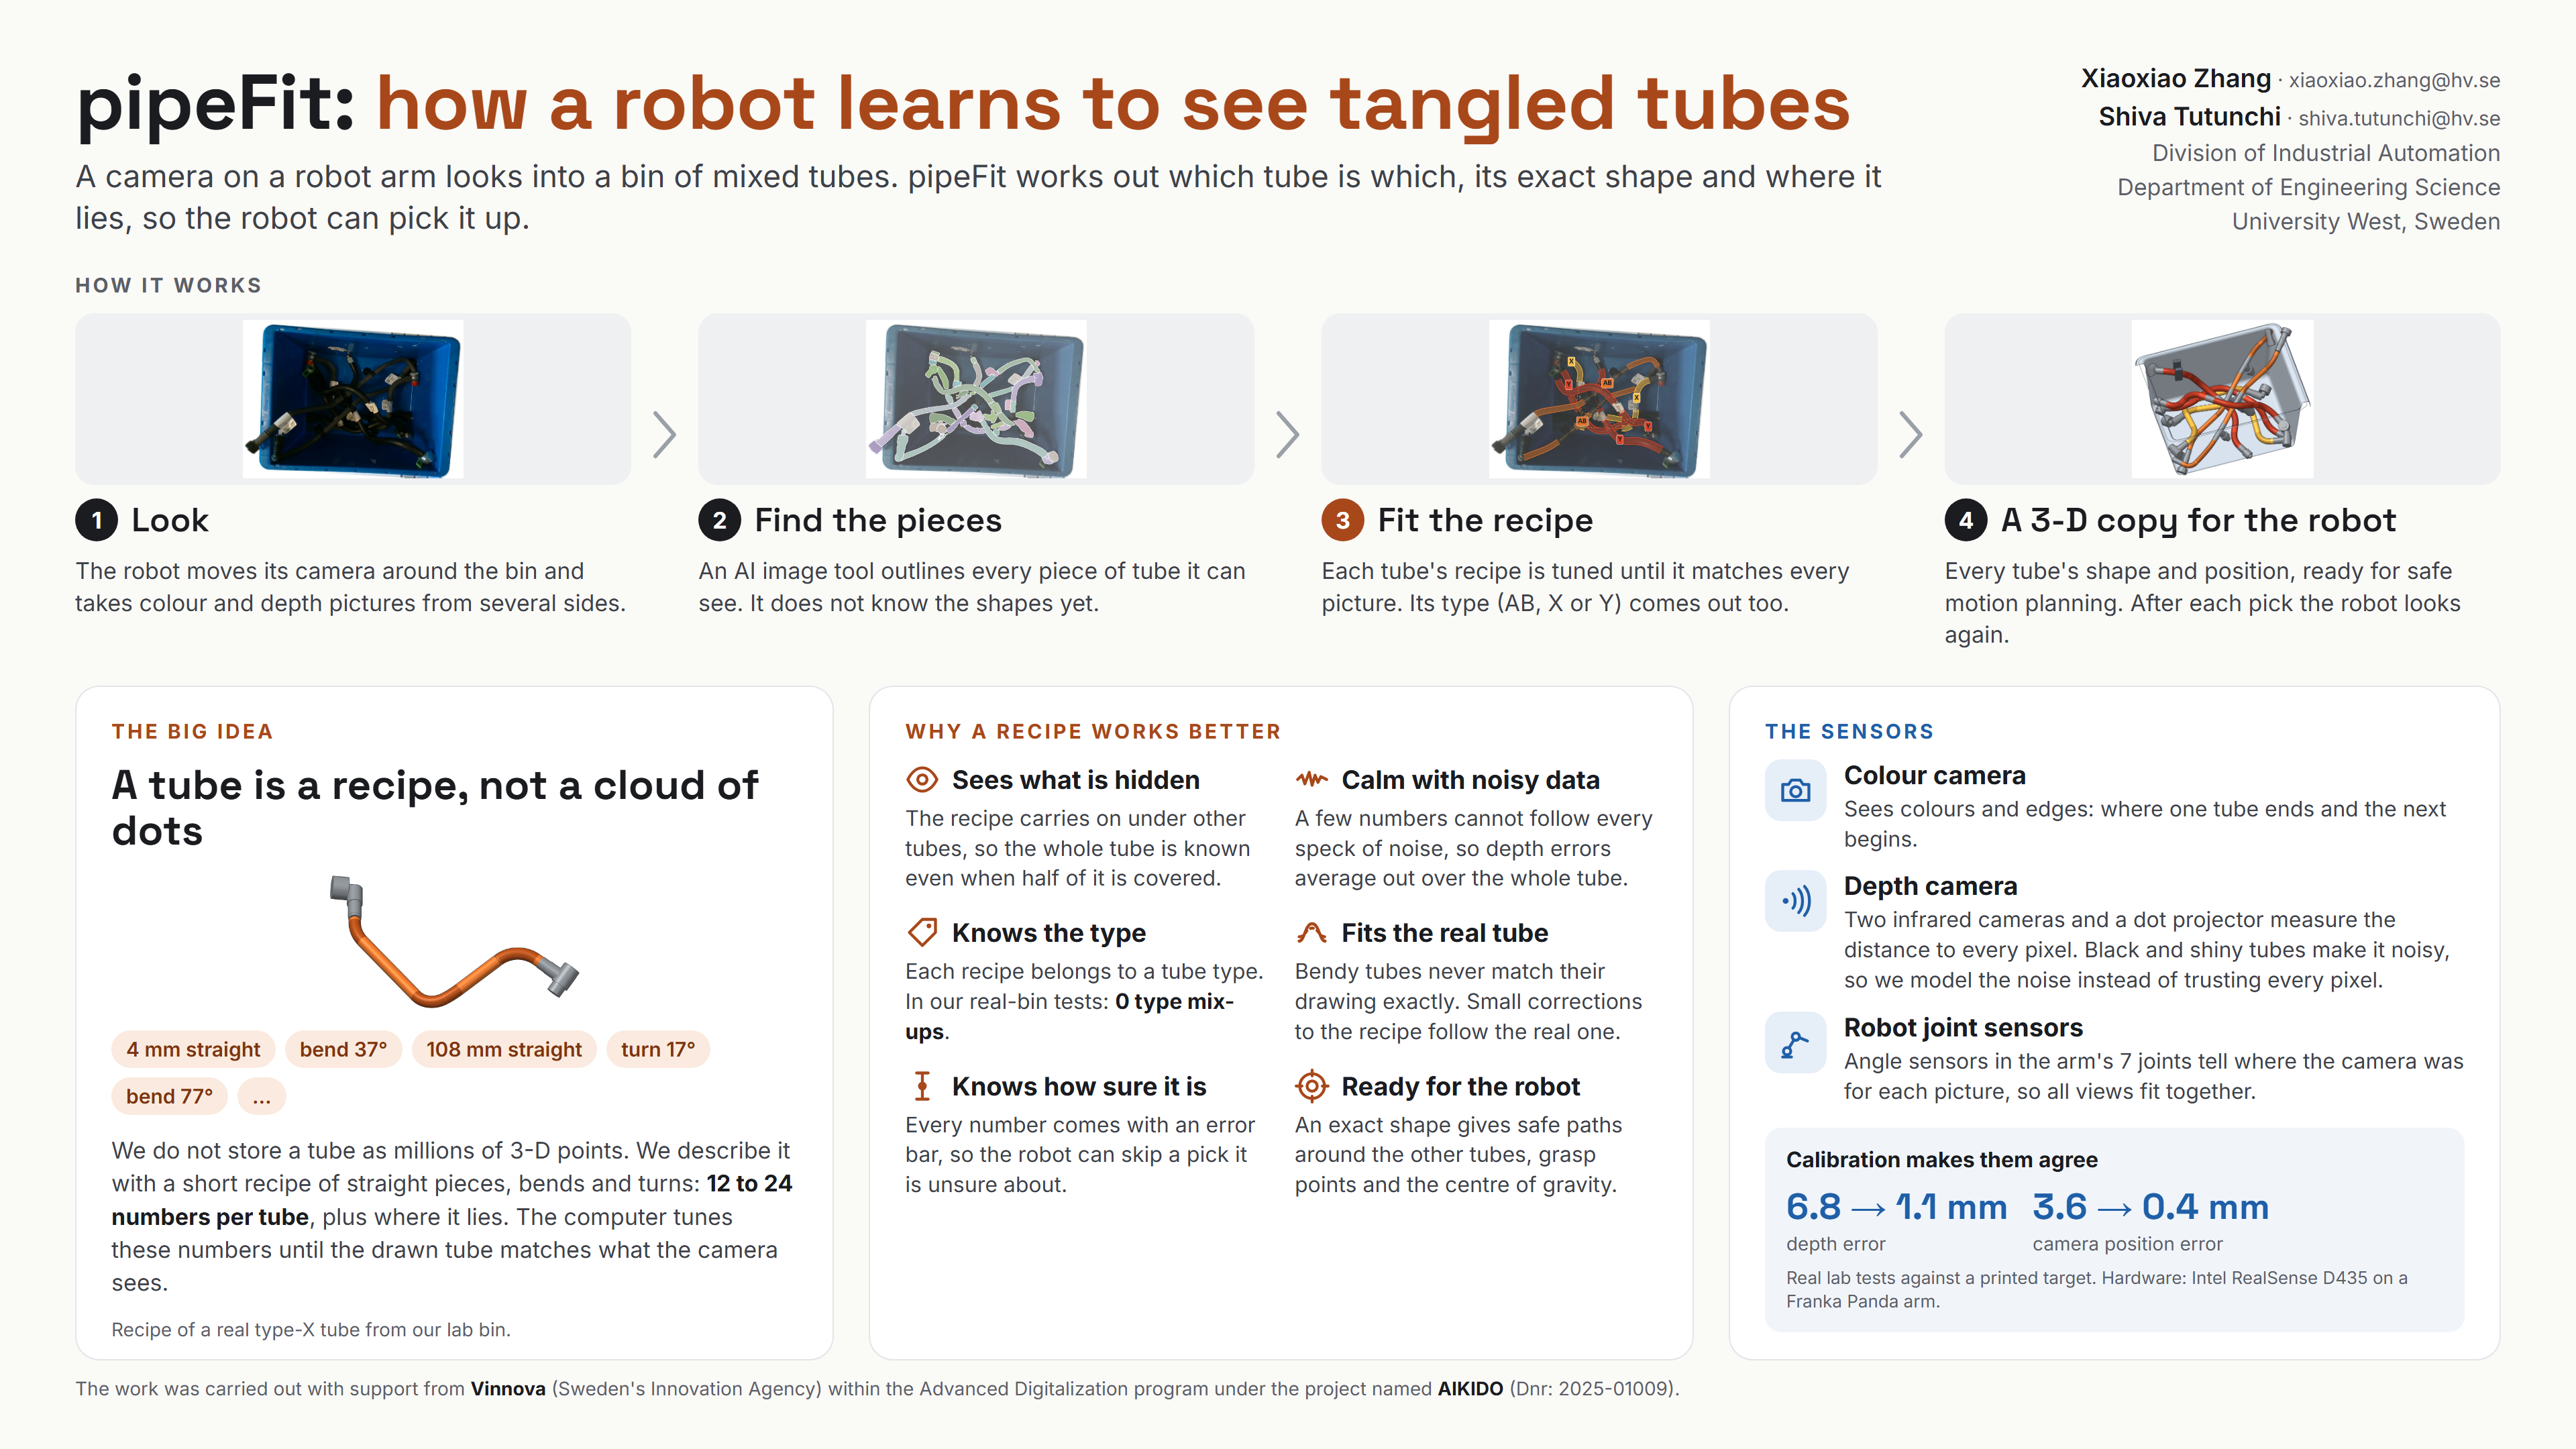 pipeFit: how a robot learns to see tangled tubes
A camera on a robot arm looks into a bin of mixed tubes. pipeFit works out which tube is which, its exact shape and where it
lies, so the robot can pick it up.
Xiaoxiao Zhang · xiaoxiao.zhang@hv.se
Shiva Tutunchi · shiva.tutunchi@hv.se
Division of Industrial Automation
Department of Engineering Science
University West, Sweden
HOW IT WORKS
X
Y
AB
X
AB
Y
Y
1 Look
The robot moves its camera around the bin and
takes colour and depth pictures from several sides.
2 Find the pieces
An AI image tool outlines every piece of tube it can
see. It does not know the shapes yet.
3 Fit the recipe
Each tube's recipe is tuned until it matches every
picture. Its type (AB, X or Y) comes out too.
4 A 3-D copy for the robot
Every tube's shape and position, ready for safe
motion planning. After each pick the robot looks
again.
THE BIG IDEA
A tube is a recipe, not a cloud of
dots
4 mm straight bend 37° 108 mm straight turn 17°
bend 77° ...
We do not store a tube as millions of 3-D points. We describe it
with a short recipe of straight pieces, bends and turns: 12 to 24
numbers per tube, plus where it lies. The computer tunes
these numbers until the drawn tube matches what the camera
sees.
Recipe of a real type-X tube from our lab bin.
WHY A RECIPE WORKS BETTER
Sees what is hidden
The recipe carries on under other
tubes, so the whole tube is known
even when half of it is covered.
Calm with noisy data
A few numbers cannot follow every
speck of noise, so depth errors
average out over the whole tube.
Knows the type
Each recipe belongs to a tube type.
In our real-bin tests: 0 type mix-
ups.
Fits the real tube
Bendy tubes never match their
drawing exactly. Small corrections
to the recipe follow the real one.
Knows how sure it is
Every number comes with an error
bar, so the robot can skip a pick it
is unsure about.
Ready for the robot
An exact shape gives safe paths
around the other tubes, grasp
points and the centre of gravity.
THE SENSORS
Colour camera
Sees colours and edges: where one tube ends and the next
begins.
Depth camera
Two infrared cameras and a dot projector measure the
distance to every pixel. Black and shiny tubes make it noisy,
so we model the noise instead of trusting every pixel.
Robot joint sensors
Angle sensors in the arm's 7 joints tell where the camera was
for each picture, so all views fit together.
Calibration makes them agree
6.8 → 1.1 mm 3.6 → 0.4 mm
depth error camera position error
Real lab tests against a printed target. Hardware: Intel RealSense D435 on a
Franka Panda arm.
The work was carried out with support from Vinnova (Sweden's Innovation Agency) within the Advanced Digitalization program under the project named AIKIDO (Dnr: 2025-01009).